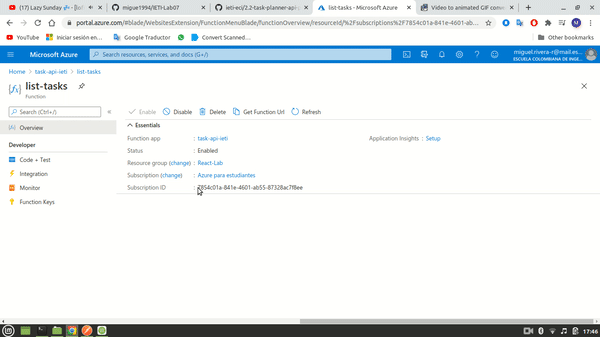 (17) Lazy Sunday
miguel1994/IETI-Lab07
ieti-eci/2.2-task-planner-ap
list-tasks - Microsoft Azure
Video to animated GIF conv
portal.azure.com/#blade/WebsitesExtension/FunctionMenuBlade/functionOverview/resourceId/%2Fsubscriptions%2F7854c01a-841e-4601-ab...
YouTube
Iniciar sesión en...
Google Traductor
WhatsApp
Convert Scanned...
Other bookmarks
Microsoft Azure
Search resources, services, and docs (G+/)
miguel.rivera-r@mail.es...
ESCUELA COLOMBIANA DE INGE...
Home > task-api-ieti > list-tasks
list-tasks
Function
Search (Ctrl+/)
Enable
Disable
Delete
Get Function Url
Refresh
Overview
Developer
Code + Test
Integration
Monitor
Function Keys
Essentials
Function app : task-api-ieti
Application Insights : Setup
Status : Enabled
Resource group (change) : React-Lab
Subscription (change) : Azure para estudiantes
Subscription ID : 7854c01a-841e-4601-ab55-87328ac7f8ee
17:46